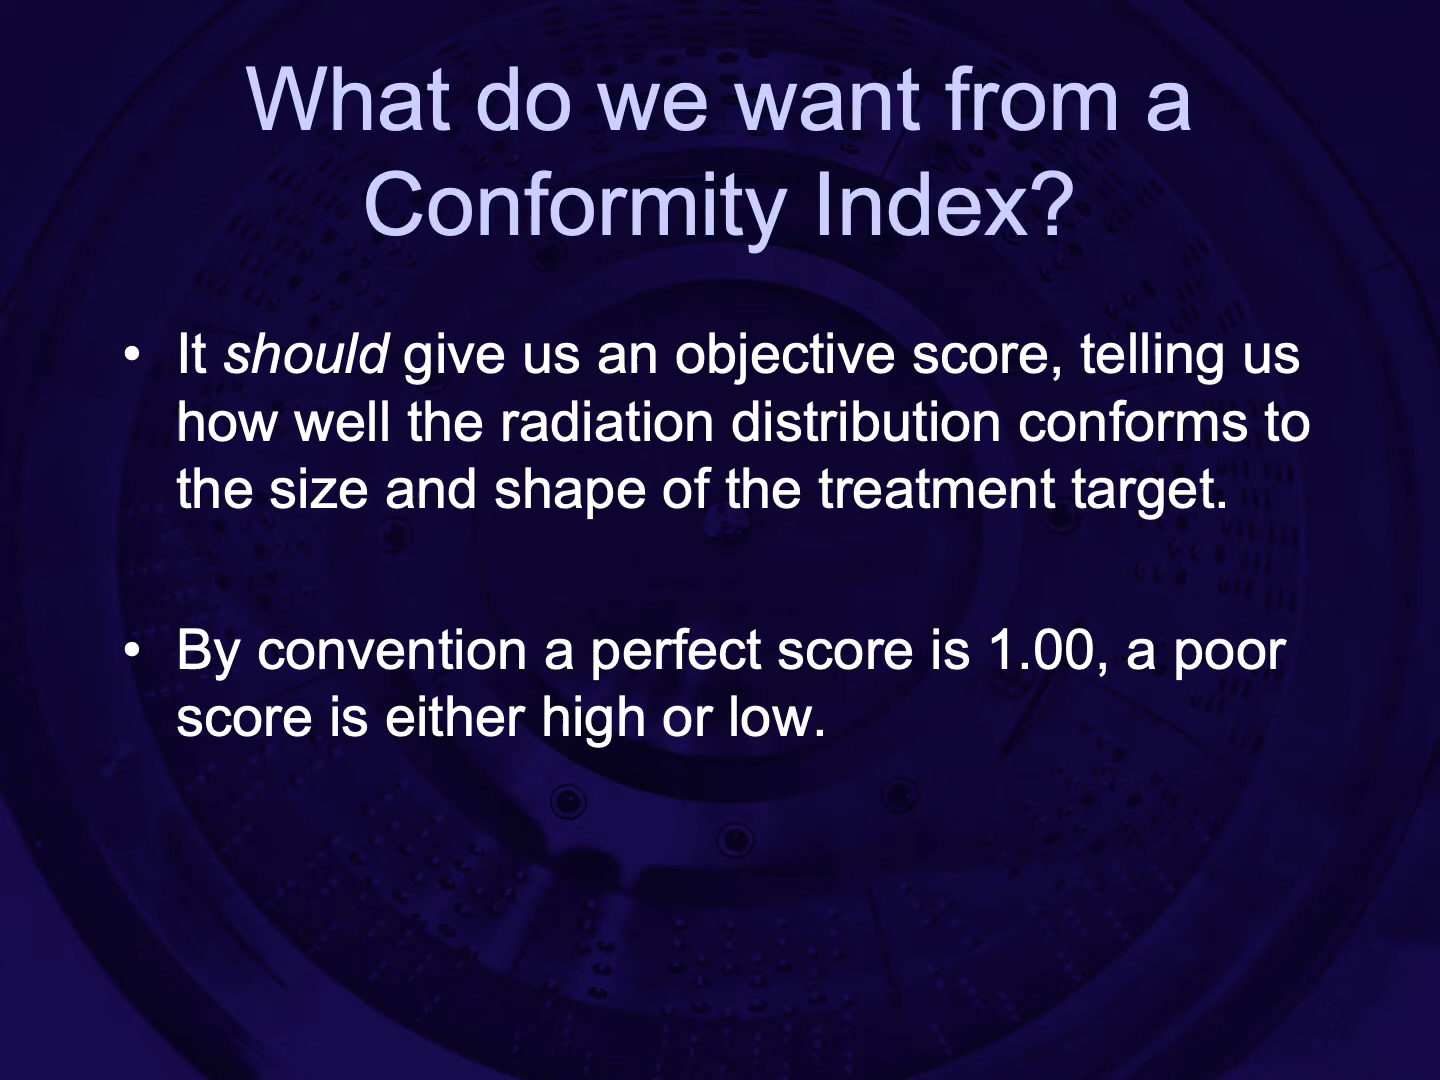 What do we want from a
Conformity Index?
• It should give us an objective score, telling us
how well the radiation distribution conforms to
the size and shape of the treatment target.
• By convention a perfect score is 1.00, a poor
score is either high or low.